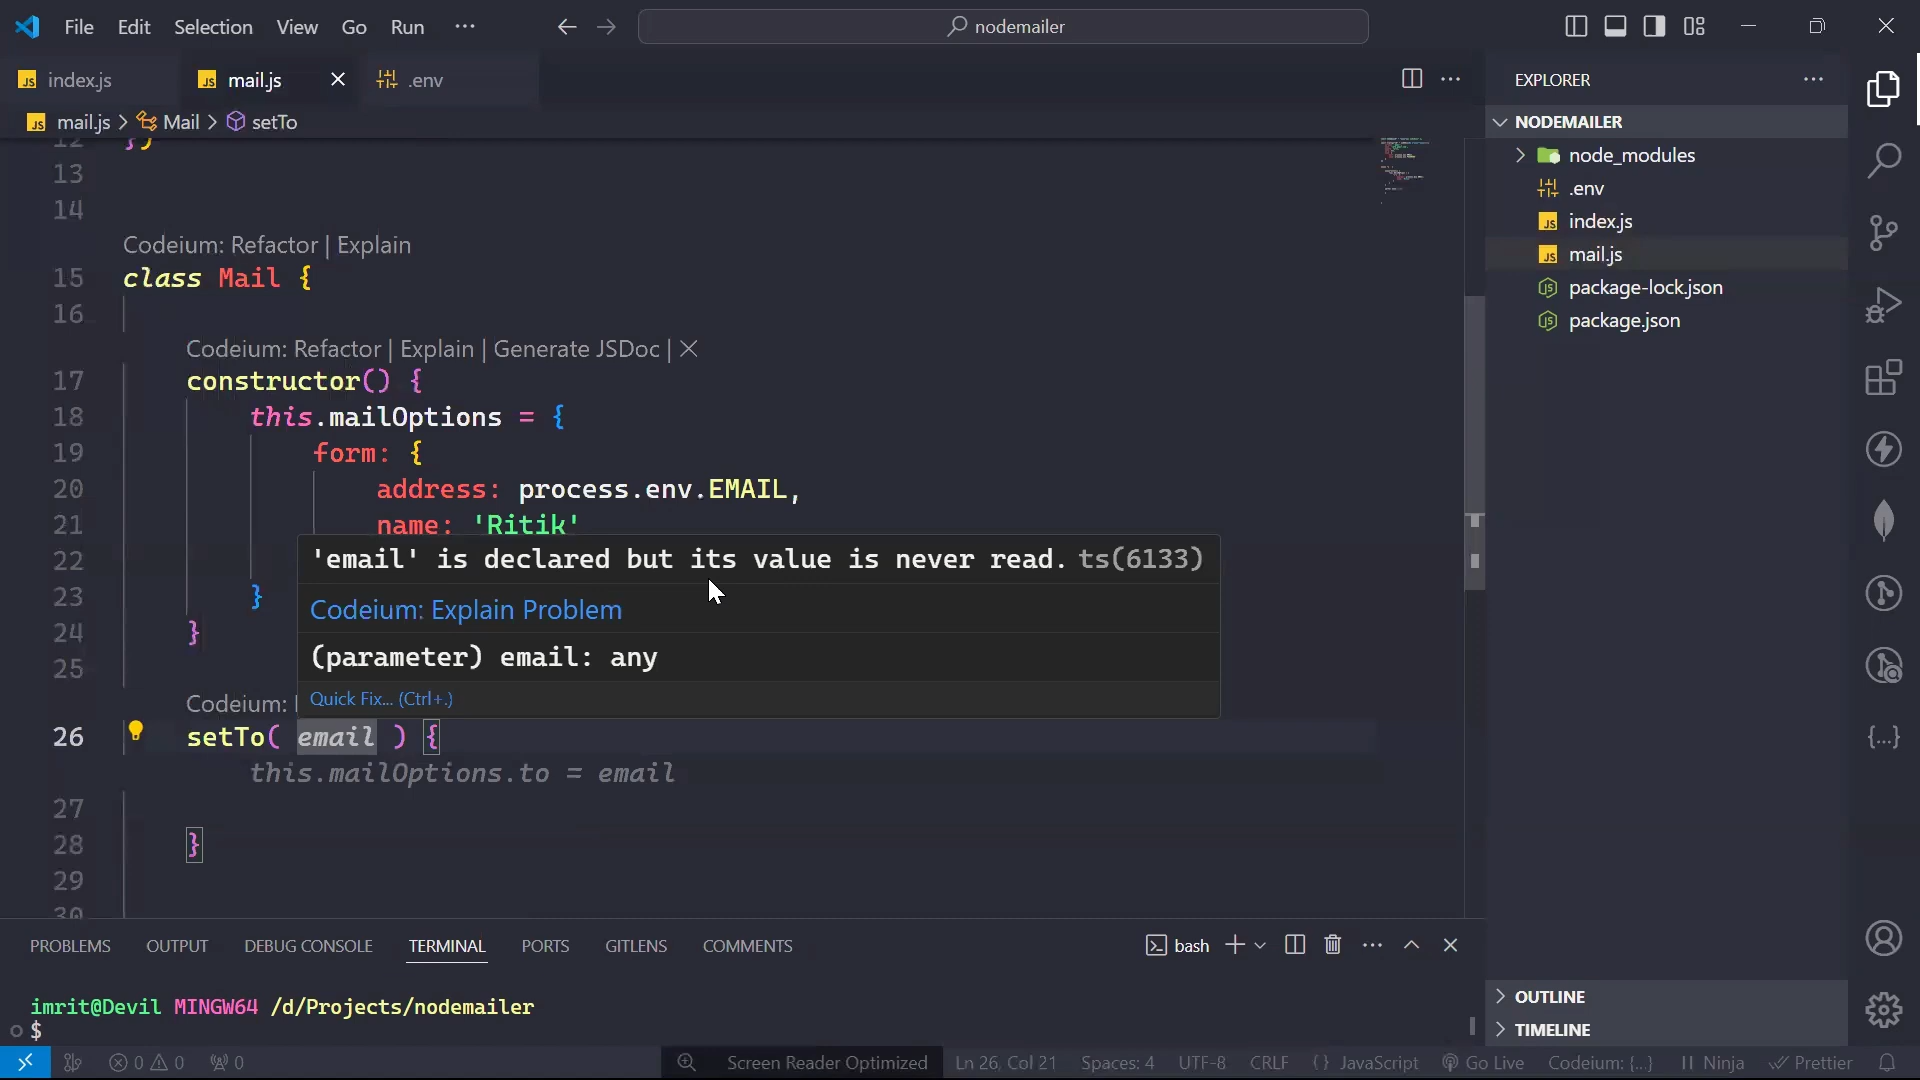 File Edit Selection View Go Run ···
nodemailer
index.js
mail.js
.env
EXPLORER
mail.js > Mail > setTo
NODEMAILER
node_modules
.env
index.js
mail.js
package-lock.json
package.json
12 })
13
14
Codeium: Refactor | Explain
15 class Mail {
16
Codeium: Refactor | Explain | Generate JSDoc | ×
17 constructor() {
18 this.mailOptions = {
19 form: {
20 address: process.env.EMAIL,
21 name: 'Ritik'
22
23 }
24 }
25
'email' is declared but its value is never read. ts(6133)
Codeium: Explain Problem
(parameter) email: any
Quick Fix... (Ctrl+.)
Codeium:
26 setTo( email ) {
this.mailOptions.to = email
27
28 }
29
30
PROBLEMS OUTPUT DEBUG CONSOLE TERMINAL PORTS GITLENS COMMENTS
bash
imrit@Devil MINGW64 /d/Projects/nodemailer
$
OUTLINE
TIMELINE
0 0 0
Screen Reader Optimized Ln 26, Col 21 Spaces: 4 UTF-8 CRLF {} JavaScript Go Live Codeium: {...} Ninja Prettier